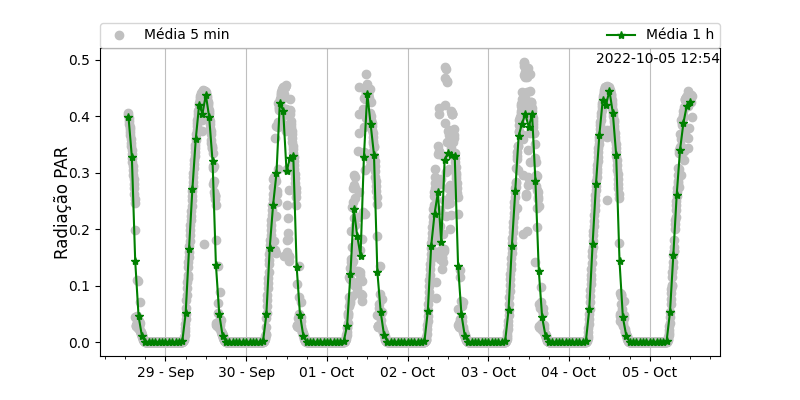 Média 5 min
Média 1 h
2022-10-05 12:54
Radiação PAR
0.5
0.4
0.3
0.2
0.1
0.0
29 - Sep
30 - Sep
01 - Oct
02 - Oct
03 - Oct
04 - Oct
05 - Oct